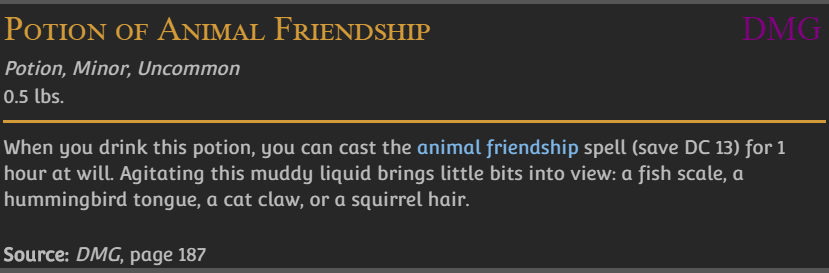 Potion of Animal Friendship DMG
Potion, Minor, Uncommon
0.5 lbs.
When you drink this potion, you can cast the animal friendship spell (save DC 13) for 1
hour at will. Agitating this muddy liquid brings little bits into view: a fish scale, a
hummingbird tongue, a cat claw, or a squirrel hair.
Source: DMG, page 187